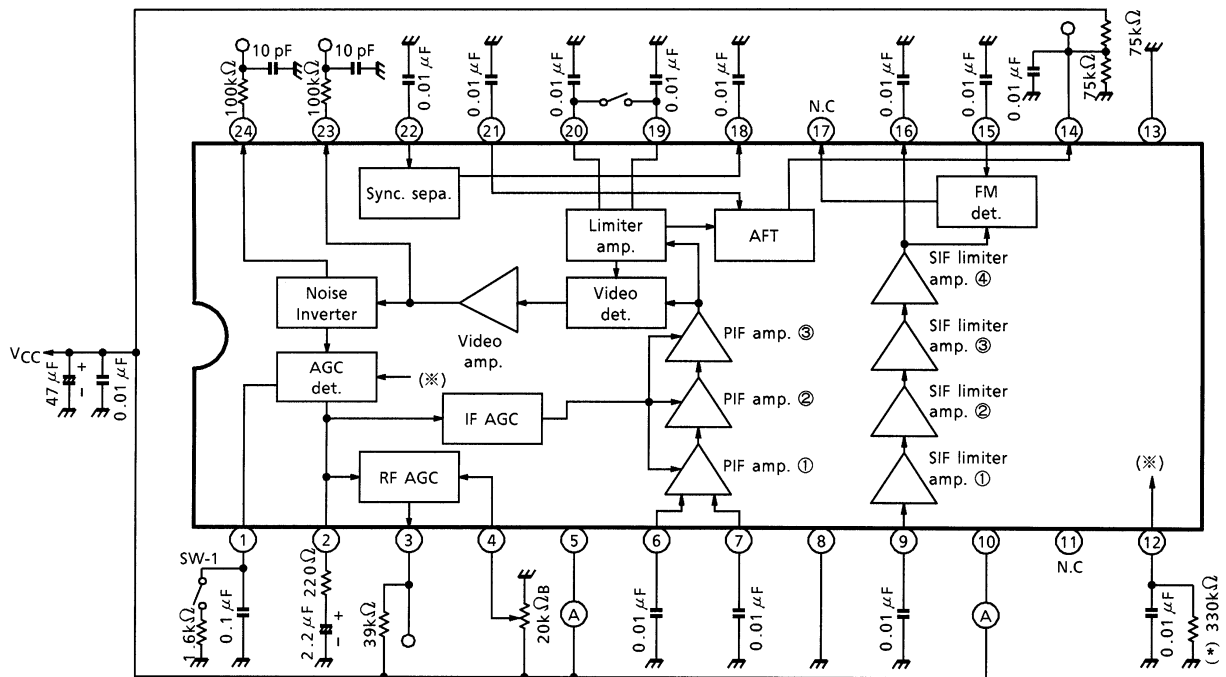 10 pF
10 pF
100kΩ
100kΩ
0.01 μF
0.01 μF
0.01 μF
0.01 μF
0.01 μF
N.C
0.01 μF
0.01 μF
0.01 μF
75kΩ
75kΩ
24
23
22
21
20
19
18
17
16
15
14
13
Sync. sepa.
Limiter
amp.
AFT
FM
det.
Noise
Inverter
Video
amp.
Video
det.
PIF amp. ③
SIF limiter
amp. ④
SIF limiter
amp. ③
VCC
47 μF
+
−
0.01 μF
AGC
det.
(※)
IF AGC
PIF amp. ②
SIF limiter
amp. ②
RF AGC
PIF amp. ①
SIF limiter
amp. ①
(※)
1
2
3
4
5
6
7
8
9
10
11
12
N.C
SW-1
1.6kΩ
0.1 μF
220Ω
2.2 μF
+
−
39kΩ
20kΩB
A
0.01 μF
0.01 μF
0.01 μF
A
0.01 μF
(*) 330kΩ